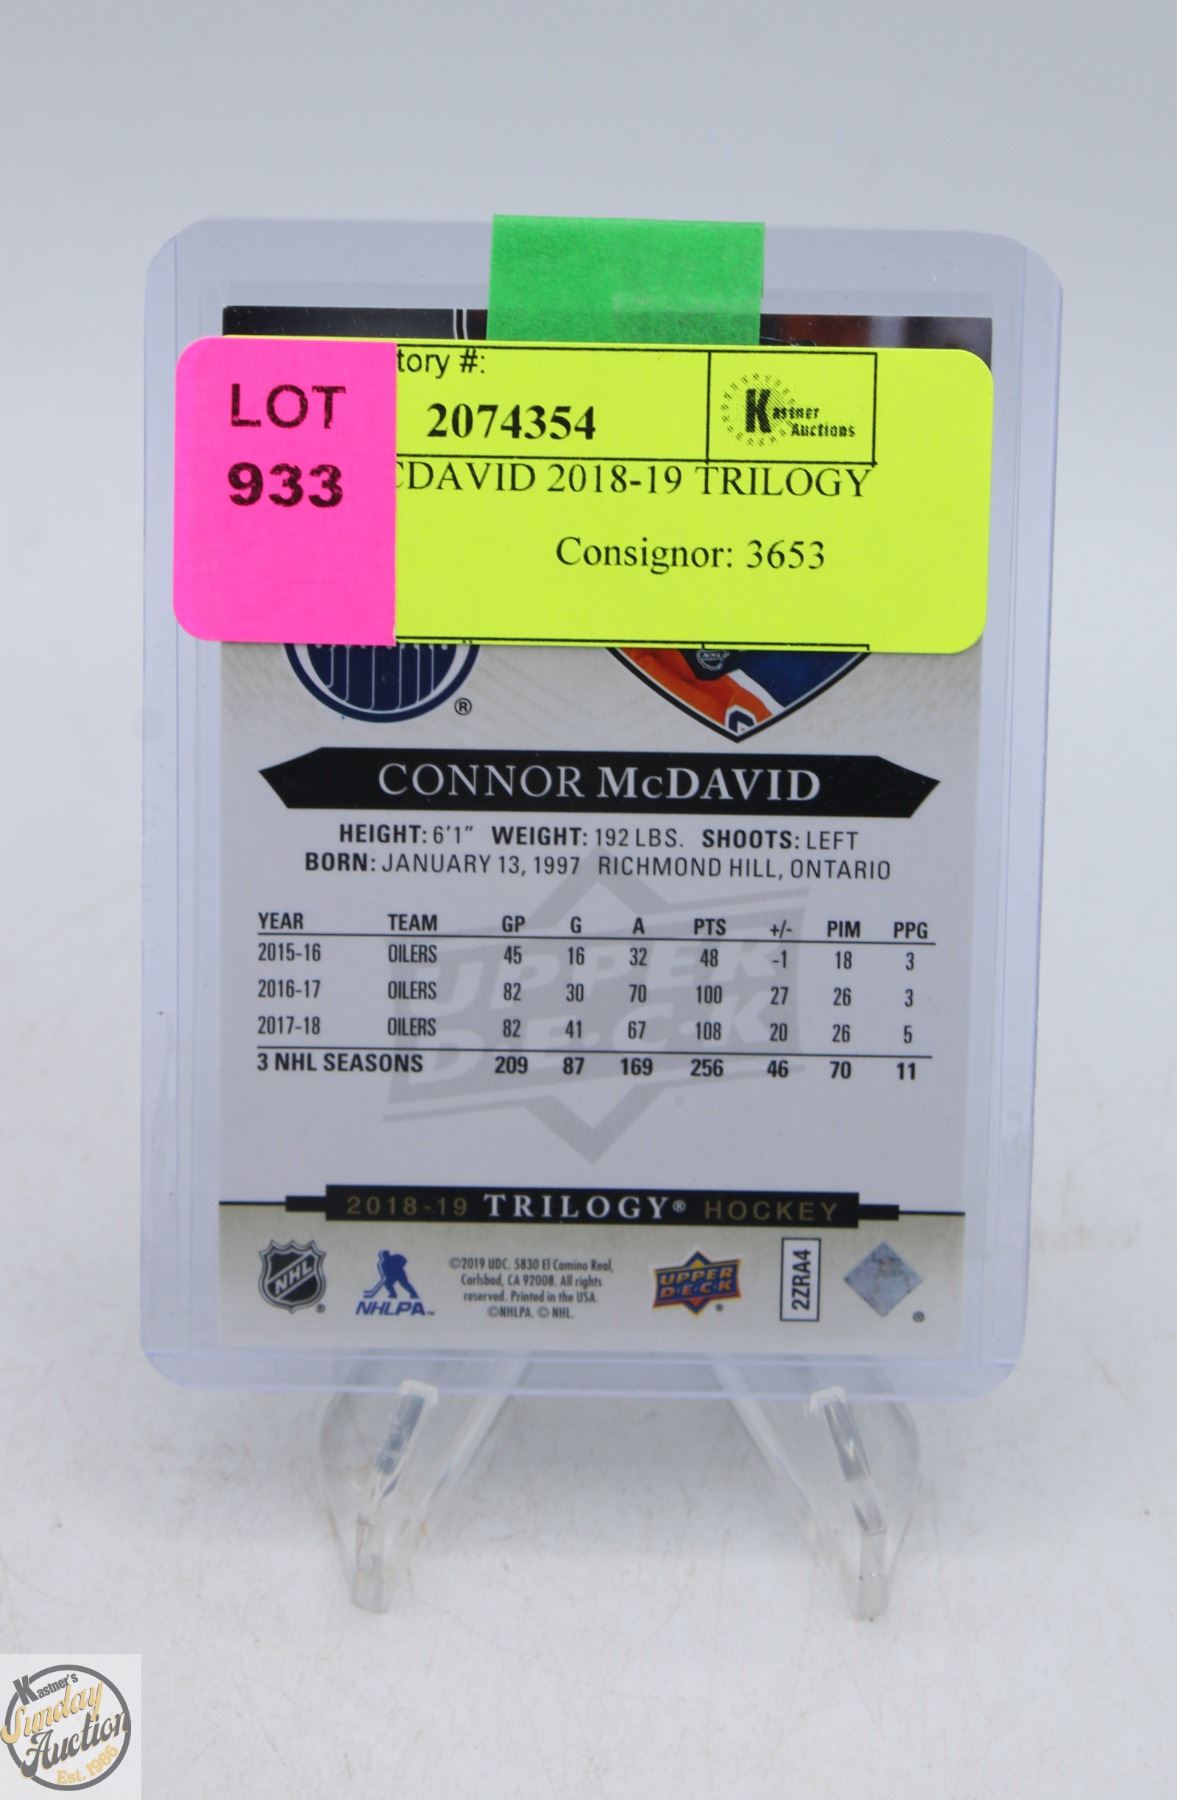 LOT
933
tory #:
2074354
Kastner
Auctions
CDAVID 2018-19 TRILOGY
Consignor: 3653
®
CONNOR McDAVID
HEIGHT: 6'1" WEIGHT: 192 LBS. SHOOTS: LEFT
BORN: JANUARY 13, 1997 RICHMOND HILL, ONTARIO
YEAR TEAM GP G A PTS +/- PIM PPG
2015-16 OILERS 45 16 32 48 -1 18 3
2016-17 OILERS 82 30 70 100 27 26 3
2017-18 OILERS 82 41 67 108 20 26 5
3 NHL SEASONS 209 87 169 256 46 70 11
UPPER
DECK
2018-19 TRILOGY® HOCKEY
NHL ®
NHLPA™
©2019 UDC. 5830 El Camino Real,
Carlsbad, CA 92008. All rights
reserved. Printed in the USA.
©NHLPA. © NHL.
UPPER
D·E·C·K ®
2ZRA4
®
Kastner's
Sunday
Auction
Est. 1986